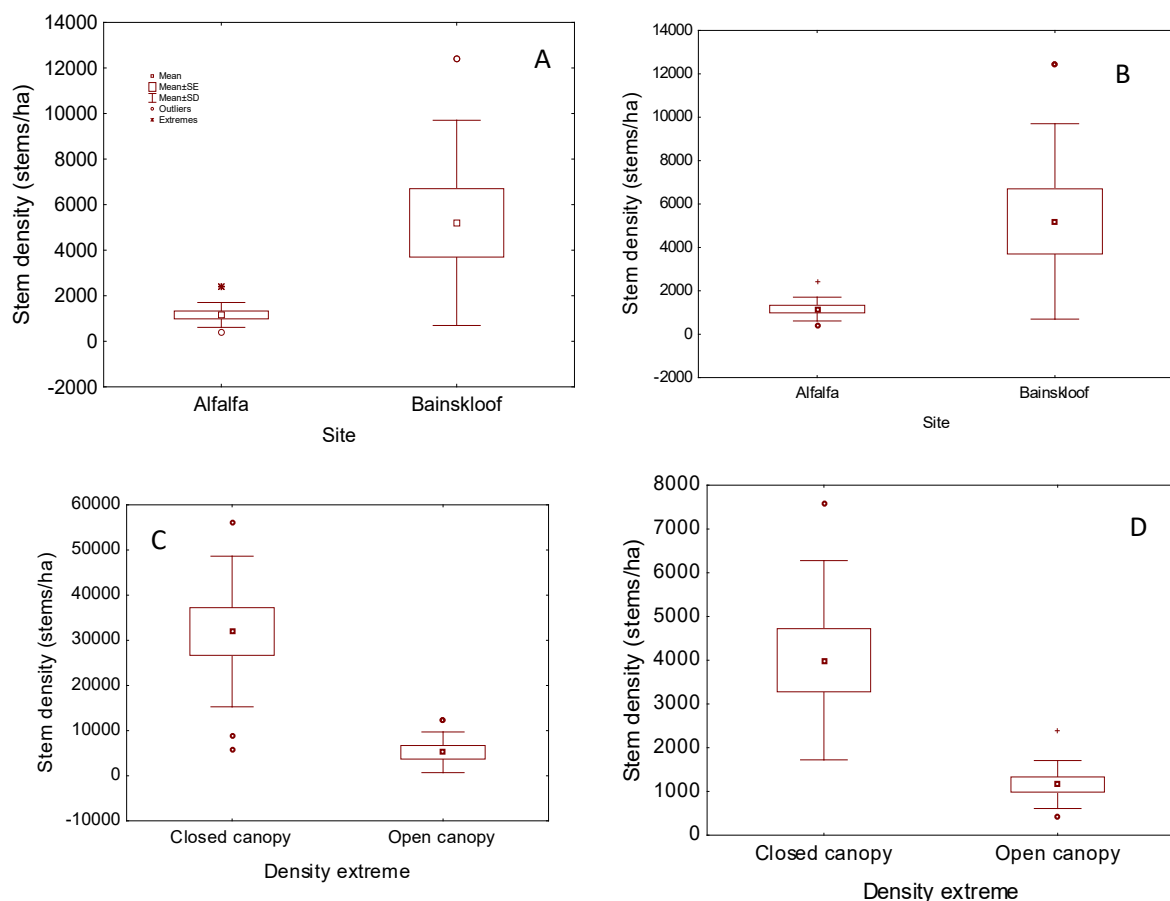 A
14000
12000
10000
8000
6000
4000
2000
0
-2000
Stem density (stems/ha)
Mean
Mean±SE
Mean±SD
Outliers
Extremes
Alfalfa Bainskloof
Site
B
14000
12000
10000
8000
6000
4000
2000
0
-2000
Stem density (stems/ha)
Alfalfa Bainskloof
Site
C
60000
50000
40000
30000
20000
10000
0
-10000
Stem density (stems/ha)
Closed canopy Open canopy
Density extreme
D
8000
7000
6000
5000
4000
3000
2000
1000
0
Stem density (stems/ha)
Closed canopy Open canopy
Density extreme